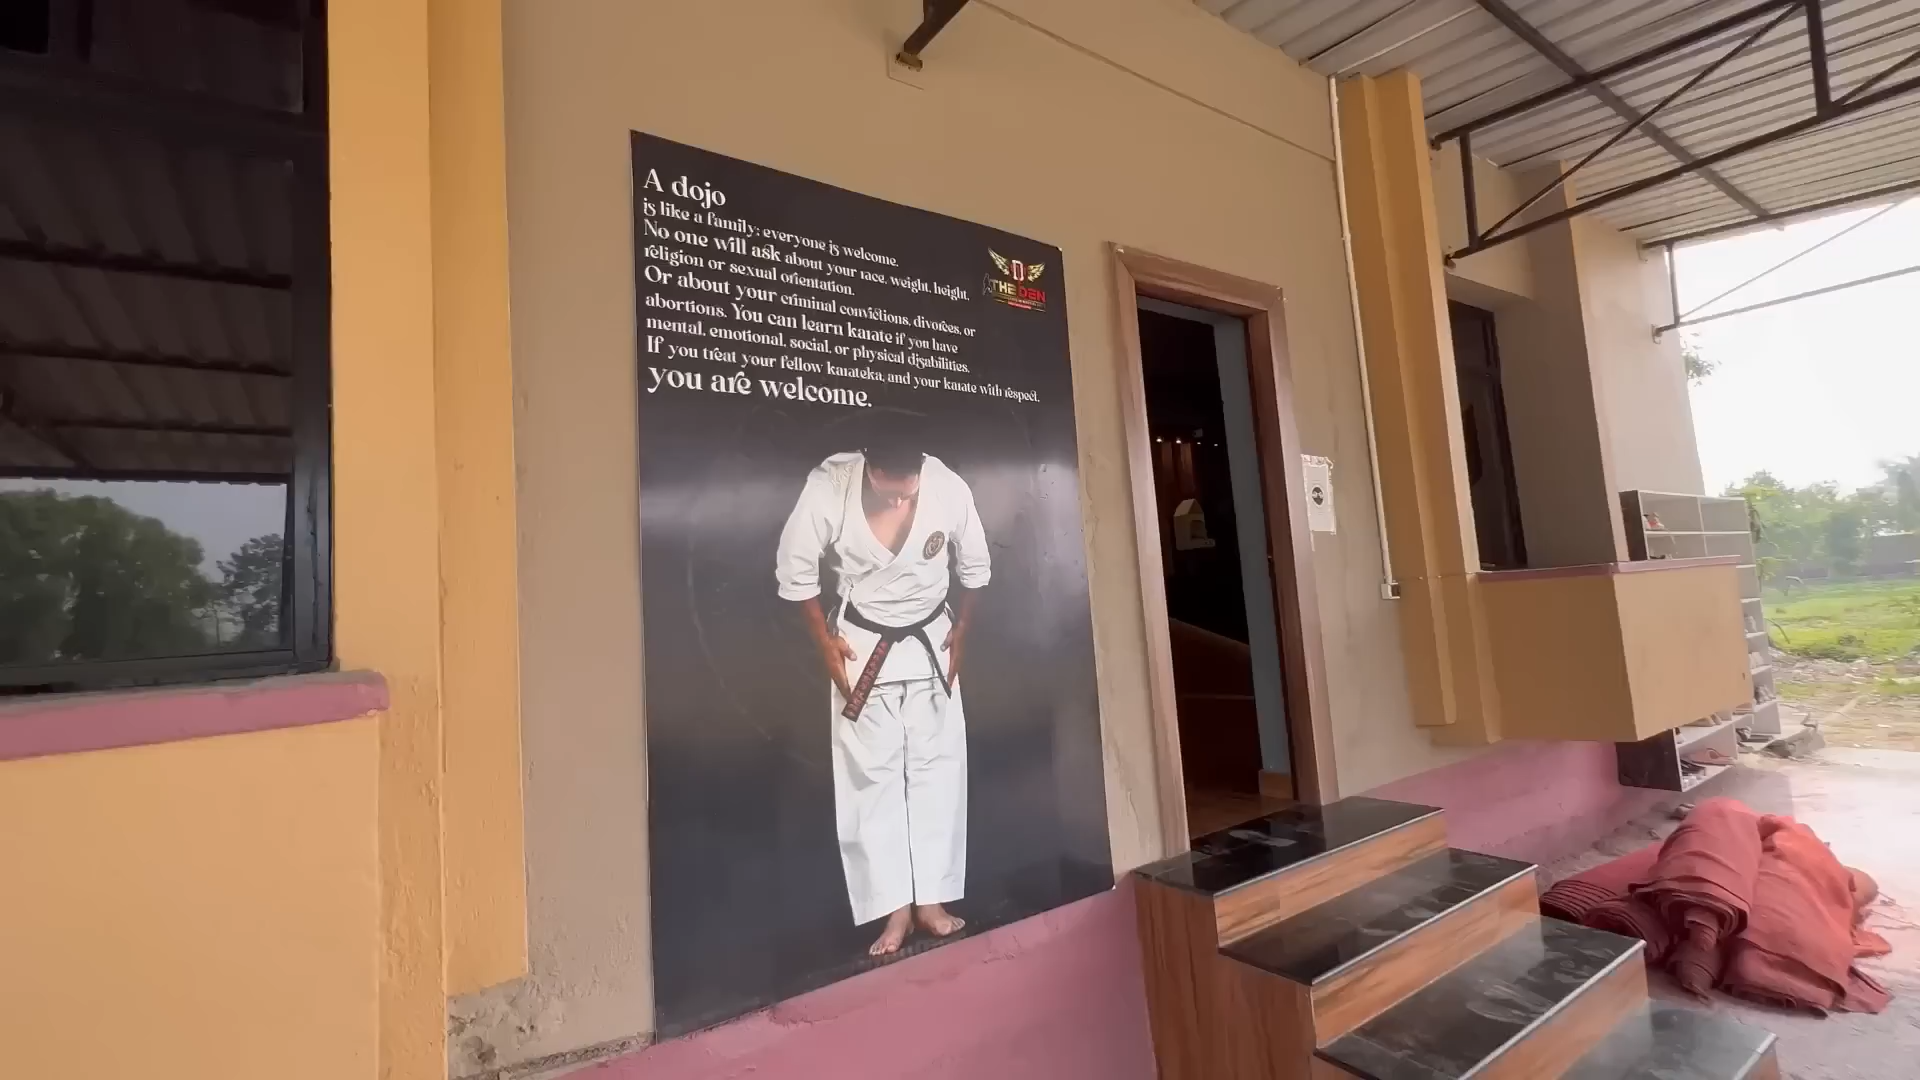 A dojo
is like a family; everyone is welcome.
No one will ask about your race, weight, height,
religion or sexual orientation.
Or about your criminal convictions, divorces, or
abortions. You can learn karate if you have
mental, emotional, social, or physical disabilities.
If you treat your fellow karateka, and your karate with respect,
you are welcome.
D
THE DEN